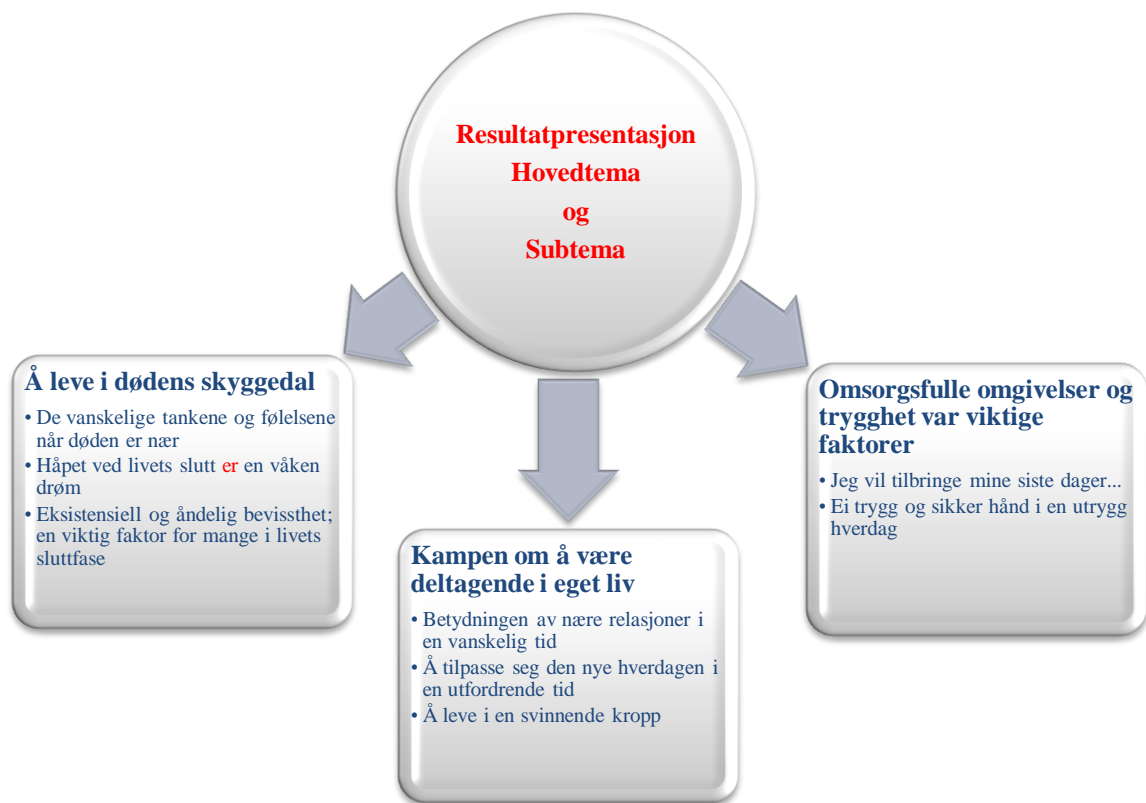 Resultatpresentasjon
Hovedtema
og
Subtema
Å leve i dødens skyggedal
• De vanskelige tankene og følelsene
når døden er nær
• Håpet ved livets slutt er en våken
drøm
• Eksistensiell og åndelig bevissthet;
en viktig faktor for mange i livets
sluttfase
Kampen om å være
deltagende i eget liv
• Betydningen av nære relasjoner i
en vanskelig tid
• Å tilpasse seg den nye hverdagen i
en utfordrende tid
• Å leve i en svinnende kropp
Omsorgsfulle omgivelser og
trygghet var viktige
faktorer
• Jeg vil tilbringe mine siste dager...
• Ei trygg og sikker hånd i en utrygg
hverdag